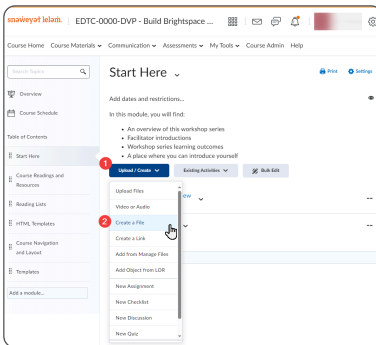 snəw̓eyəł leləm̓.
EDTC-0000-DVP - Build Brightspace ...
Course Home Course Materials Communication Assessments My Tools Course Admin Help
Search Topics
Overview
Course Schedule
Table of Contents
Start Here
Course Readings and Resources
Reading Lists
HTML Templates
Course Navigation and Layout
Templates
Add a module...
Start Here
Print Settings
Add dates and restrictions...
In this module, you will find:
• An overview of this workshop series
• Facilitator introductions
• Workshop series learning outcomes
• A place where you can introduce yourself
1
Upload / Create Existing Activities Bulk Edit
Upload Files
Video or Audio
2
Create a File
Create a Link
Add from Manage Files
Add Object from LOR
New Assignment
New Checklist
New Discussion
New Quiz